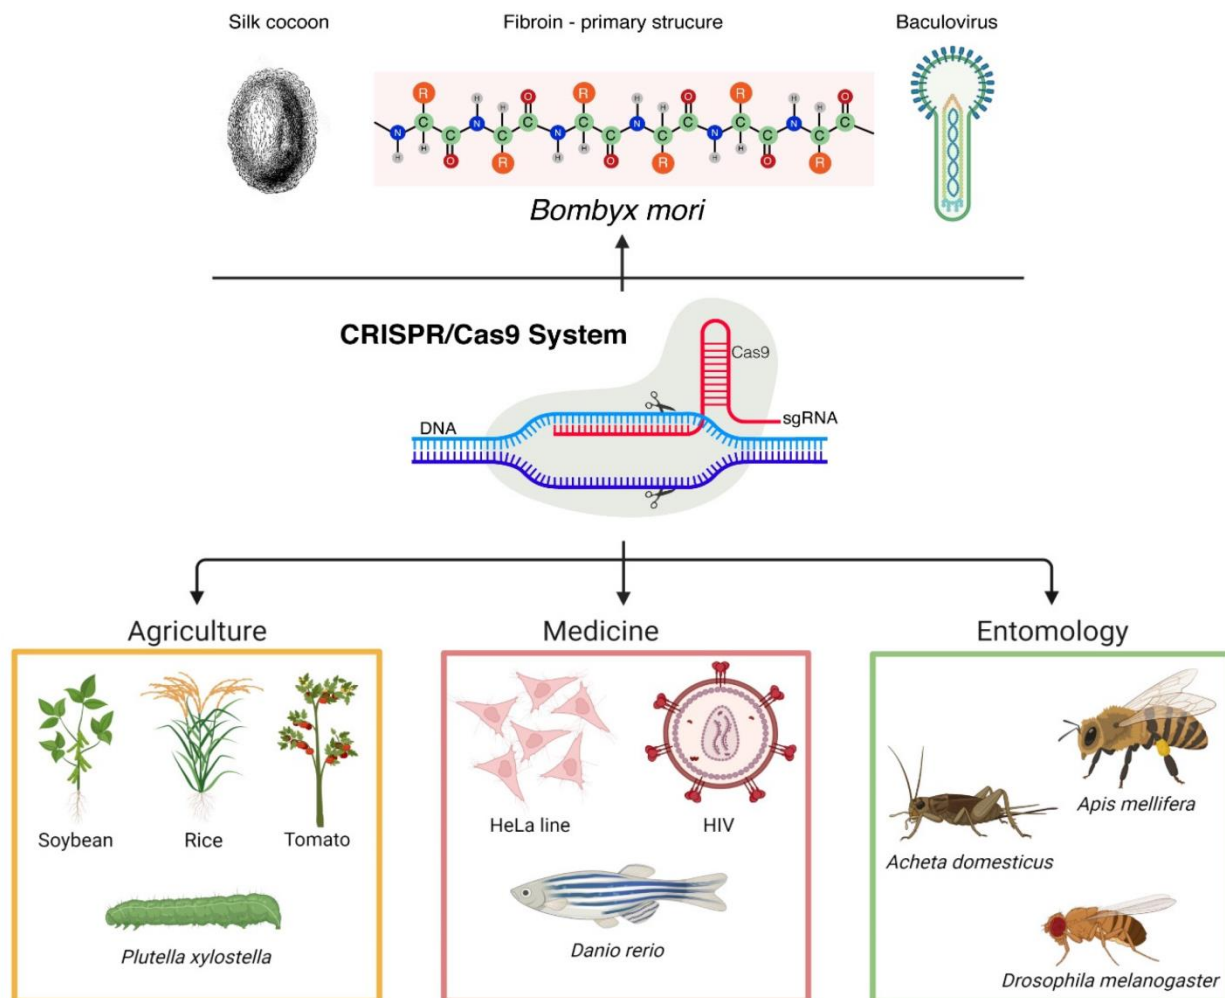 Silk cocoon
Fibroin - primary strucure
Baculovirus
R H O R H O R H O
N C C N C C N C C N C C N C C N C C
H H O R H H O R H H O R
Bombyx mori
CRISPR/Cas9 System
Cas9
sgRNA
DNA
Agriculture
Medicine
Entomology
Soybean
Rice
Tomato
Plutella xylostella
HeLa line
HIV
Danio rerio
Apis mellifera
Acheta domesticus
Drosophila melanogaster